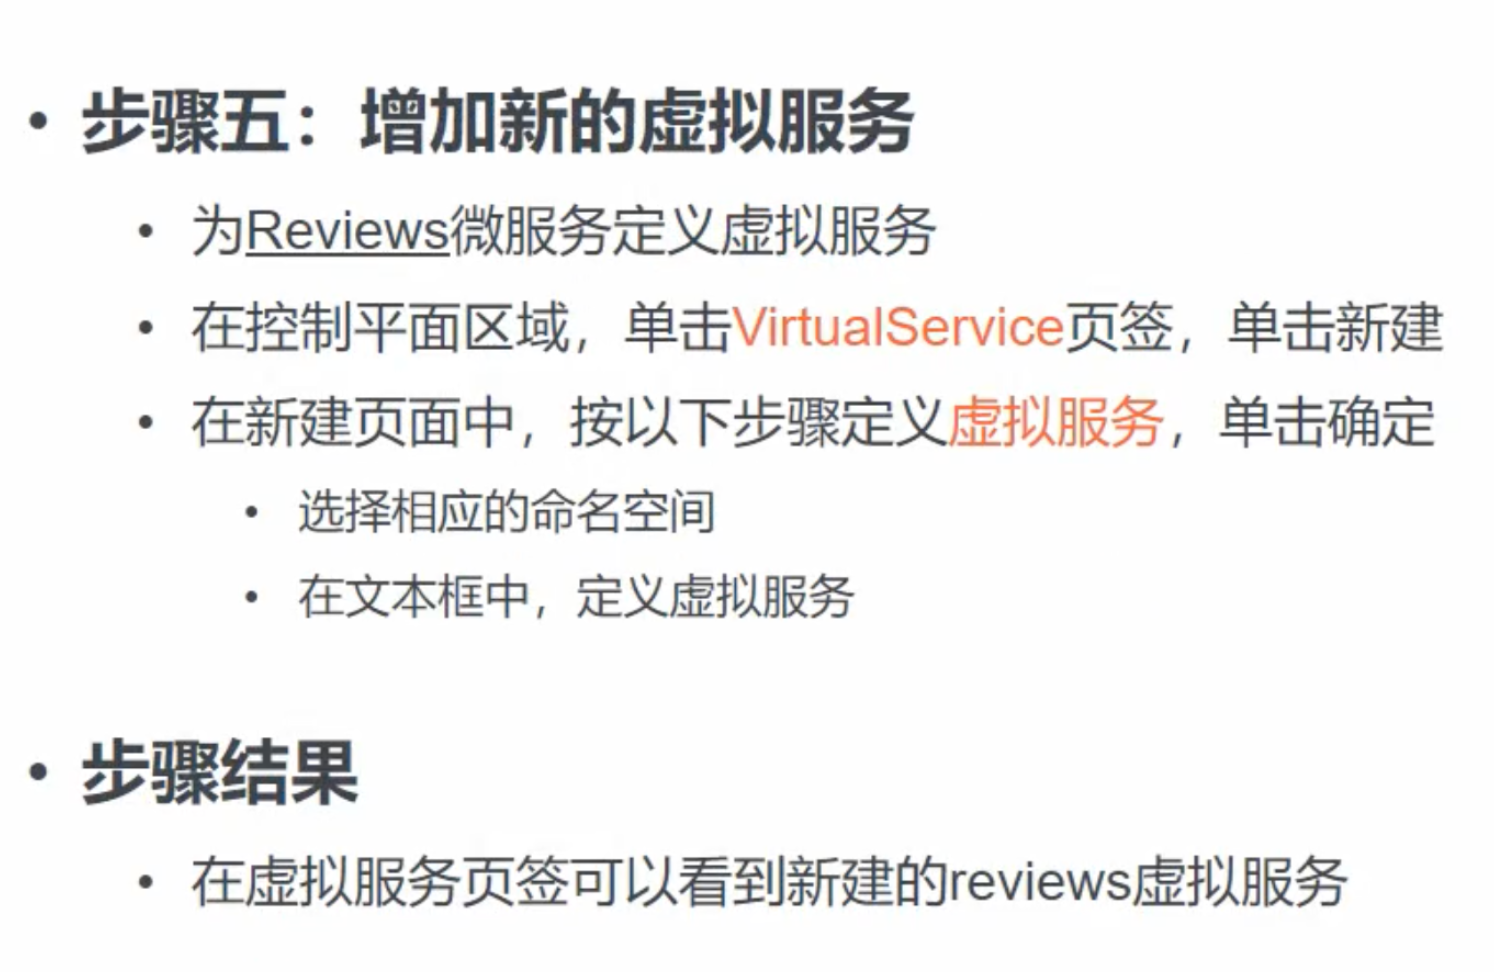 • 步骤五：增加新的虚拟服务
• 为Reviews微服务定义虚拟服务
• 在控制平面区域，单击VirtualService页签，单击新建
• 在新建页面中，按以下步骤定义虚拟服务，单击确定
• 选择相应的命名空间
• 在文本框中，定义虚拟服务
• 步骤结果
• 在虚拟服务页签可以看到新建的reviews虚拟服务